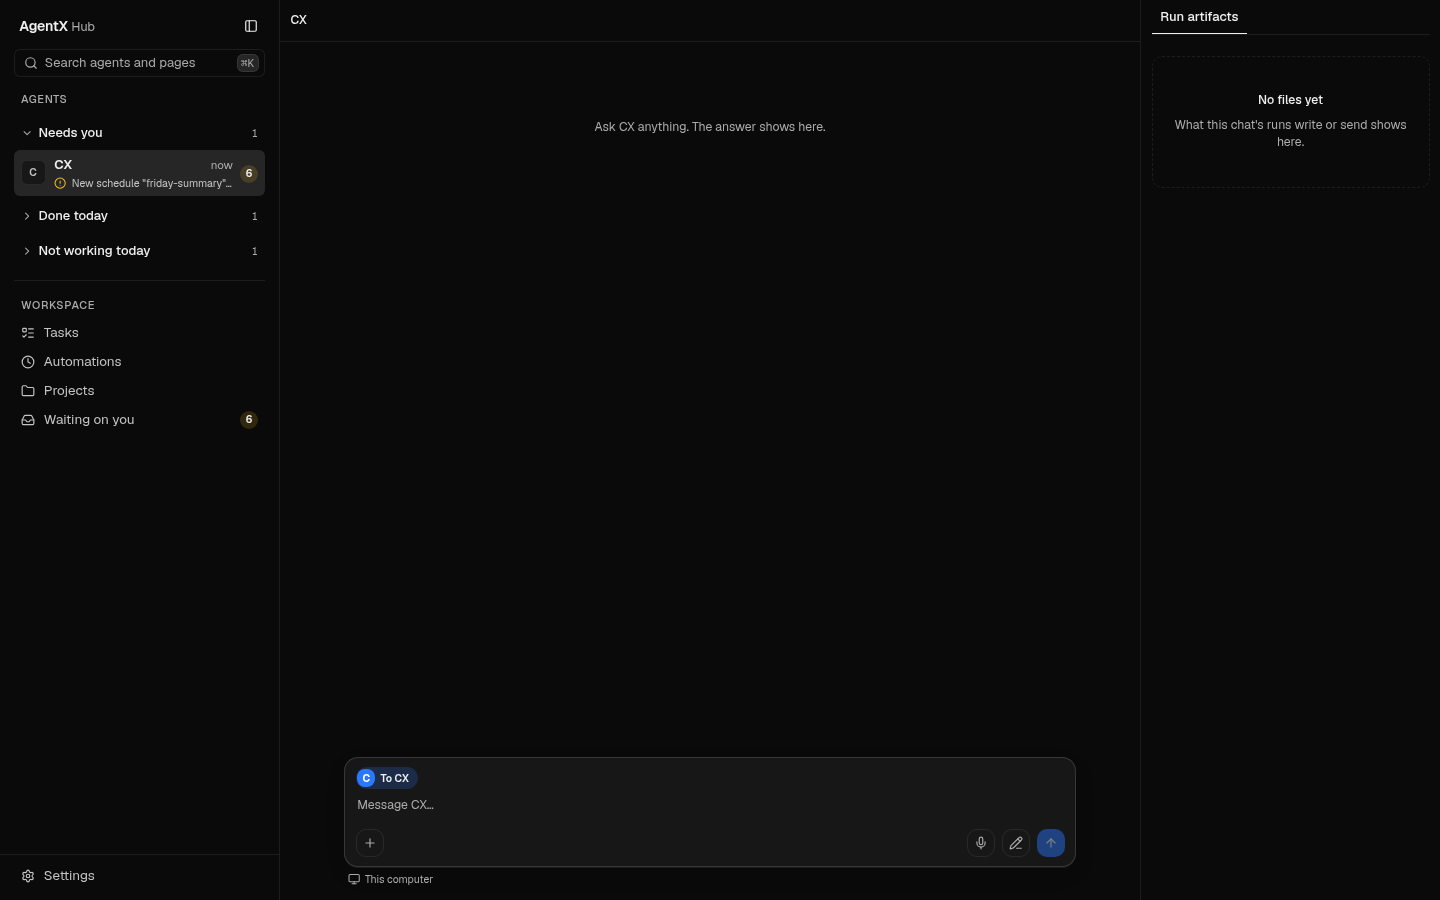 AgentX Hub
Search agents and pages
⌘K
AGENTS
Needs you
1
C
CX
now
New schedule "friday-summary"…
6
Done today
1
Not working today
1
WORKSPACE
Tasks
Automations
Projects
Waiting on you
6
Settings
CX
Ask CX anything. The answer shows here.
C
To CX
Message CX…
This computer
Run artifacts
No files yet
What this chat's runs write or send shows
here.